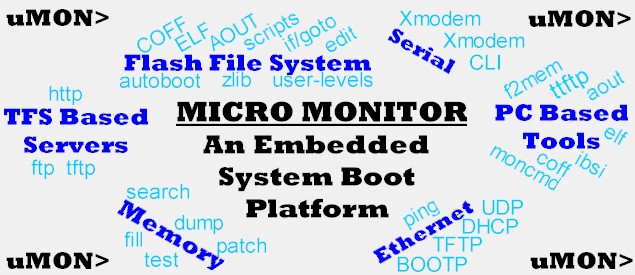 uMON>
uMON>
COFF
ELF
AOUT
scripts
if/goto
edit
Flash File System
autoboot
zlib
user-levels
Xmodem
Xmodem
Serial
CLI
http
TFS Based
Servers
ftp
tftp
MICRO MONITOR
An Embedded
System Boot
Platform
f2mem
ttftp
aout
PC Based
Tools
elf
moncmd
coff
ibsi
search
Memory
dump
fill
patch
test
ping
UDP
Ethernet
DHCP
TFTP
BOOTP
uMON>
uMON>